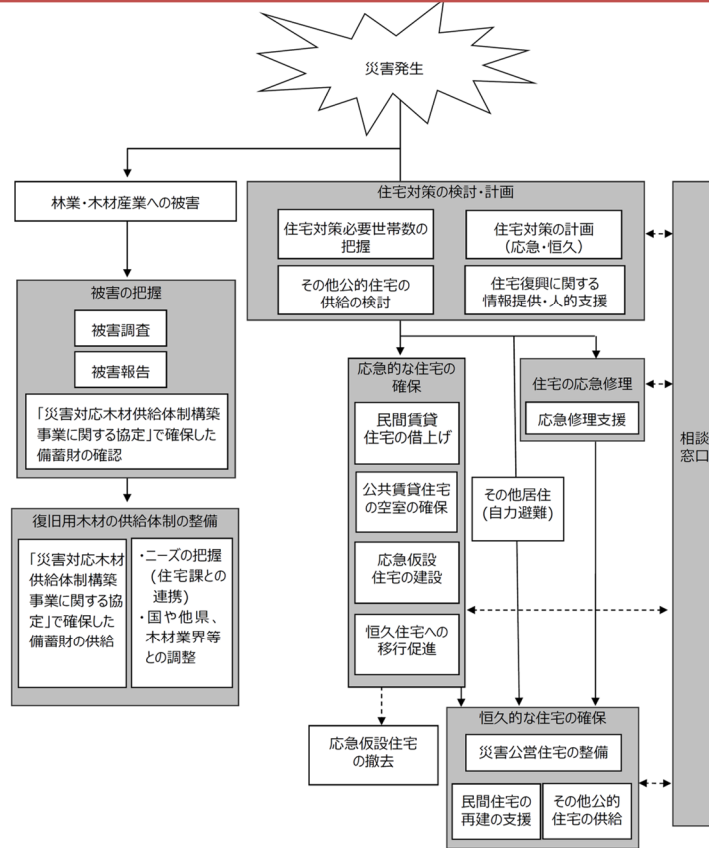 災害発生
林業・木材産業への被害
被害の把握
被害調査
被害報告
「災害対応木材供給体制構築
事業に関する協定」で確保した
備蓄財の確認
復旧用木材の供給体制の整備
「災害対応木材
供給体制構築
事業に関する協
定」で確保した
備蓄財の供給
・ニーズの把握
(住宅課との
連携)
・国や他県、
木材業界等
との調整
住宅対策の検討・計画
住宅対策必要世帯数の
把握
住宅対策の計画
(応急・恒久)
その他公的住宅の
供給の検討
住宅復興に関する
情報提供・人的支援
応急的な住宅の
確保
民間賃貸
住宅の借上げ
公共賃貸住宅
の空室の確保
応急仮設
住宅の建設
恒久住宅への
移行促進
応急仮設住宅
の撤去
その他居住
(自力避難)
住宅の応急修理
応急修理支援
恒久的な住宅の確保
災害公営住宅の整備
民間住宅の
再建の支援
その他公的
住宅の供給
相談
窓口